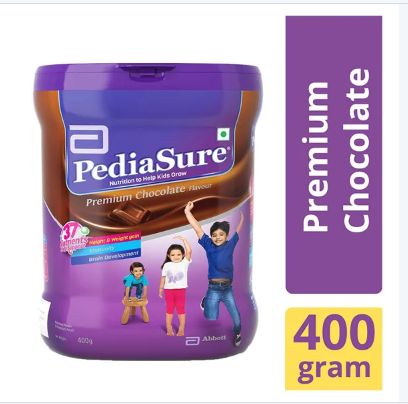 PediaSure®
Nutrition to Help Kids Grow
Premium Chocolate Flavour
37
Height & Weight gain
Immunity
Brain Development
400g
Abbott
Premium
Chocolate
400
gram